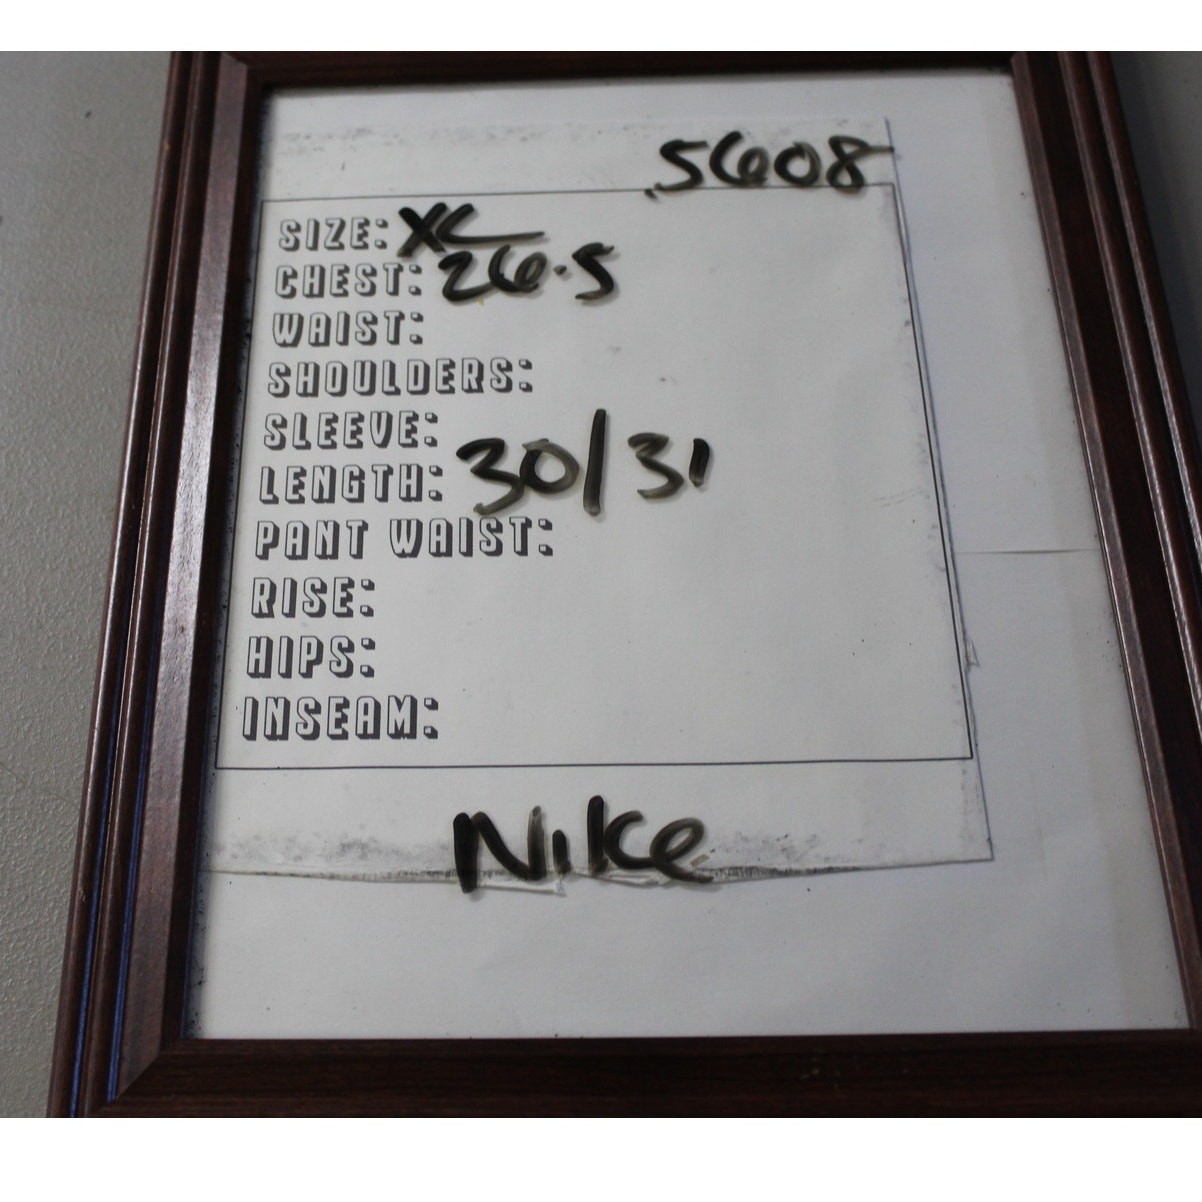 5608
SIZE: XL
CHEST: 26.5
WAIST:
SHOULDERS:
SLEEVE:
LENGTH: 30/31
PANT WAIST:
RISE:
HIPS:
INSEAM:
Nike